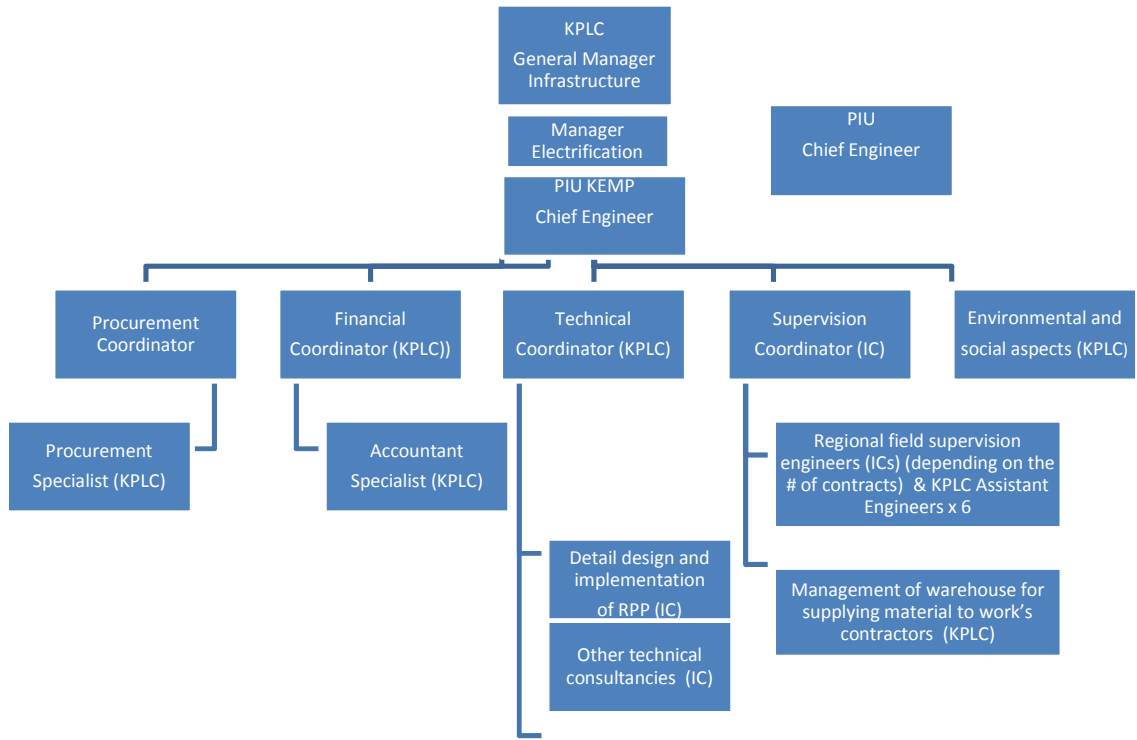 KPLC
General Manager
Infrastructure
Manager
Electrification
PIU
Chief Engineer
PIU KEMP
Chief Engineer
Procurement
Coordinator
Financial
Coordinator (KPLC))
Technical
Coordinator (KPLC)
Supervision
Coordinator (IC)
Environmental and
social aspects (KPLC)
Procurement
Specialist (KPLC)
Accountant
Specialist (KPLC)
Regional field supervision
engineers (ICs) (depending on the
# of contracts) & KPLC Assistant
Engineers x 6
Detail design and
implementation
of RPP (IC)
Management of warehouse for
supplying material to work's
contractors (KPLC)
Other technical
consultancies (IC)